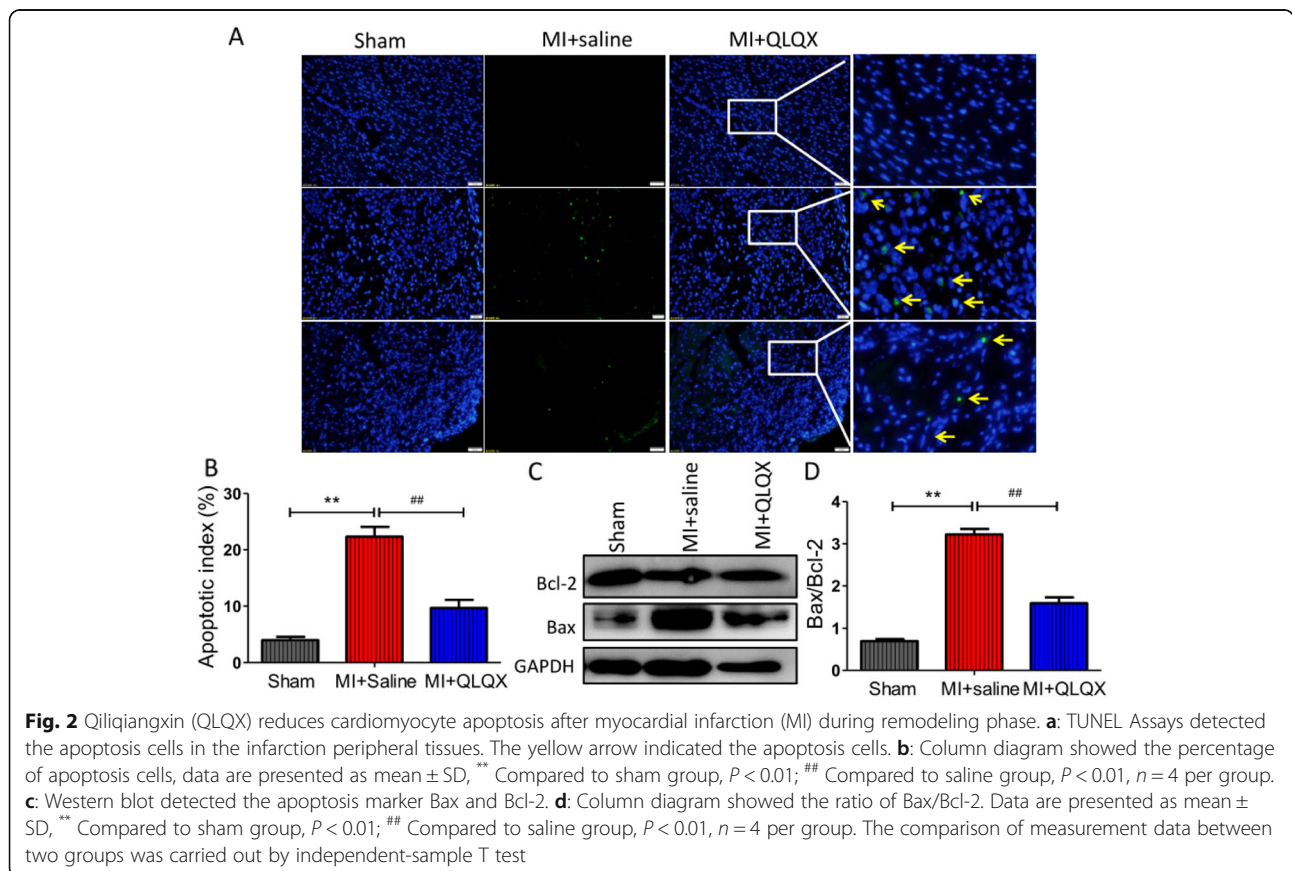 A
Sham
MI+saline
MI+QLQX
B
Apoptotic index (%)
30
20
10
0
**
##
Sham
MI+Saline
MI+QLQX
C
Sham
MI+saline
MI+QLQX
Bcl-2
Bax
GAPDH
D
Bax/Bcl-2
4
3
2
1
0
**
##
Sham
MI+saline
MI+QLQX
Fig. 2 Qiliqiangxin (QLQX) reduces cardiomyocyte apoptosis after myocardial infarction (MI) during remodeling phase. a: TUNEL Assays detected
the apoptosis cells in the infarction peripheral tissues. The yellow arrow indicated the apoptosis cells. b: Column diagram showed the percentage
of apoptosis cells, data are presented as mean ± SD, ** Compared to sham group, P < 0.01; ## Compared to saline group, P < 0.01, n = 4 per group.
c: Western blot detected the apoptosis marker Bax and Bcl-2. d: Column diagram showed the ratio of Bax/Bcl-2. Data are presented as mean ±
SD, ** Compared to sham group, P < 0.01; ## Compared to saline group, P < 0.01, n = 4 per group. The comparison of measurement data between
two groups was carried out by independent-sample T test